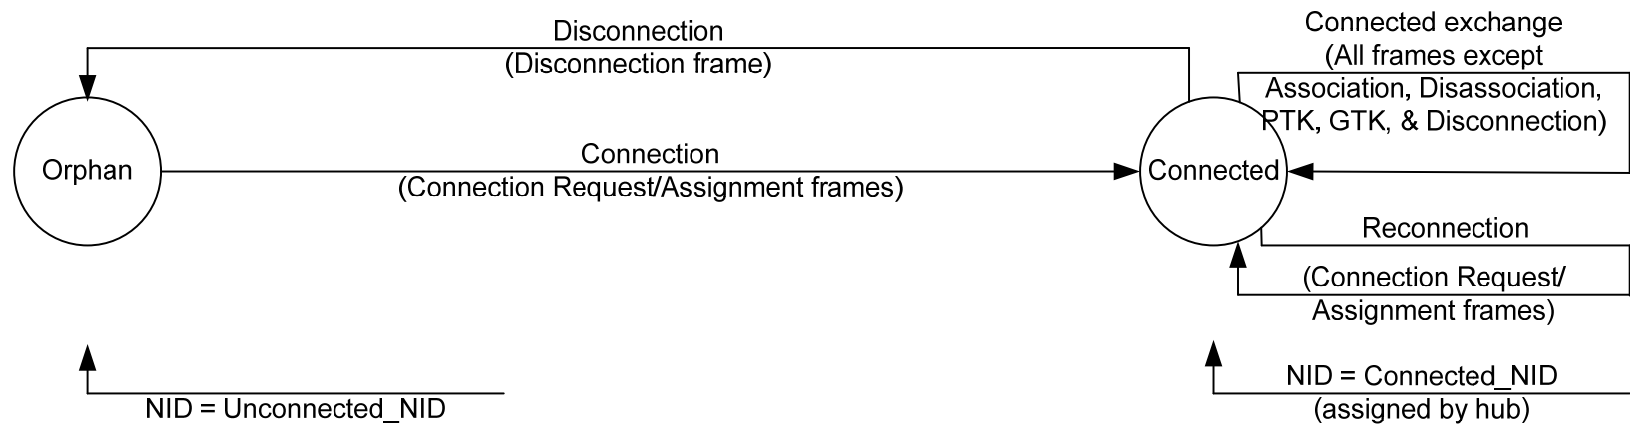 Disconnection
(Disconnection frame)
Connected exchange
(All frames except
Association, Disassociation,
PTK, GTK, & Disconnection)
Orphan
Connection
(Connection Request/Assignment frames)
Connected
Reconnection
(Connection Request/
Assignment frames)
NID = Unconnected_NID
NID = Connected_NID
(assigned by hub)